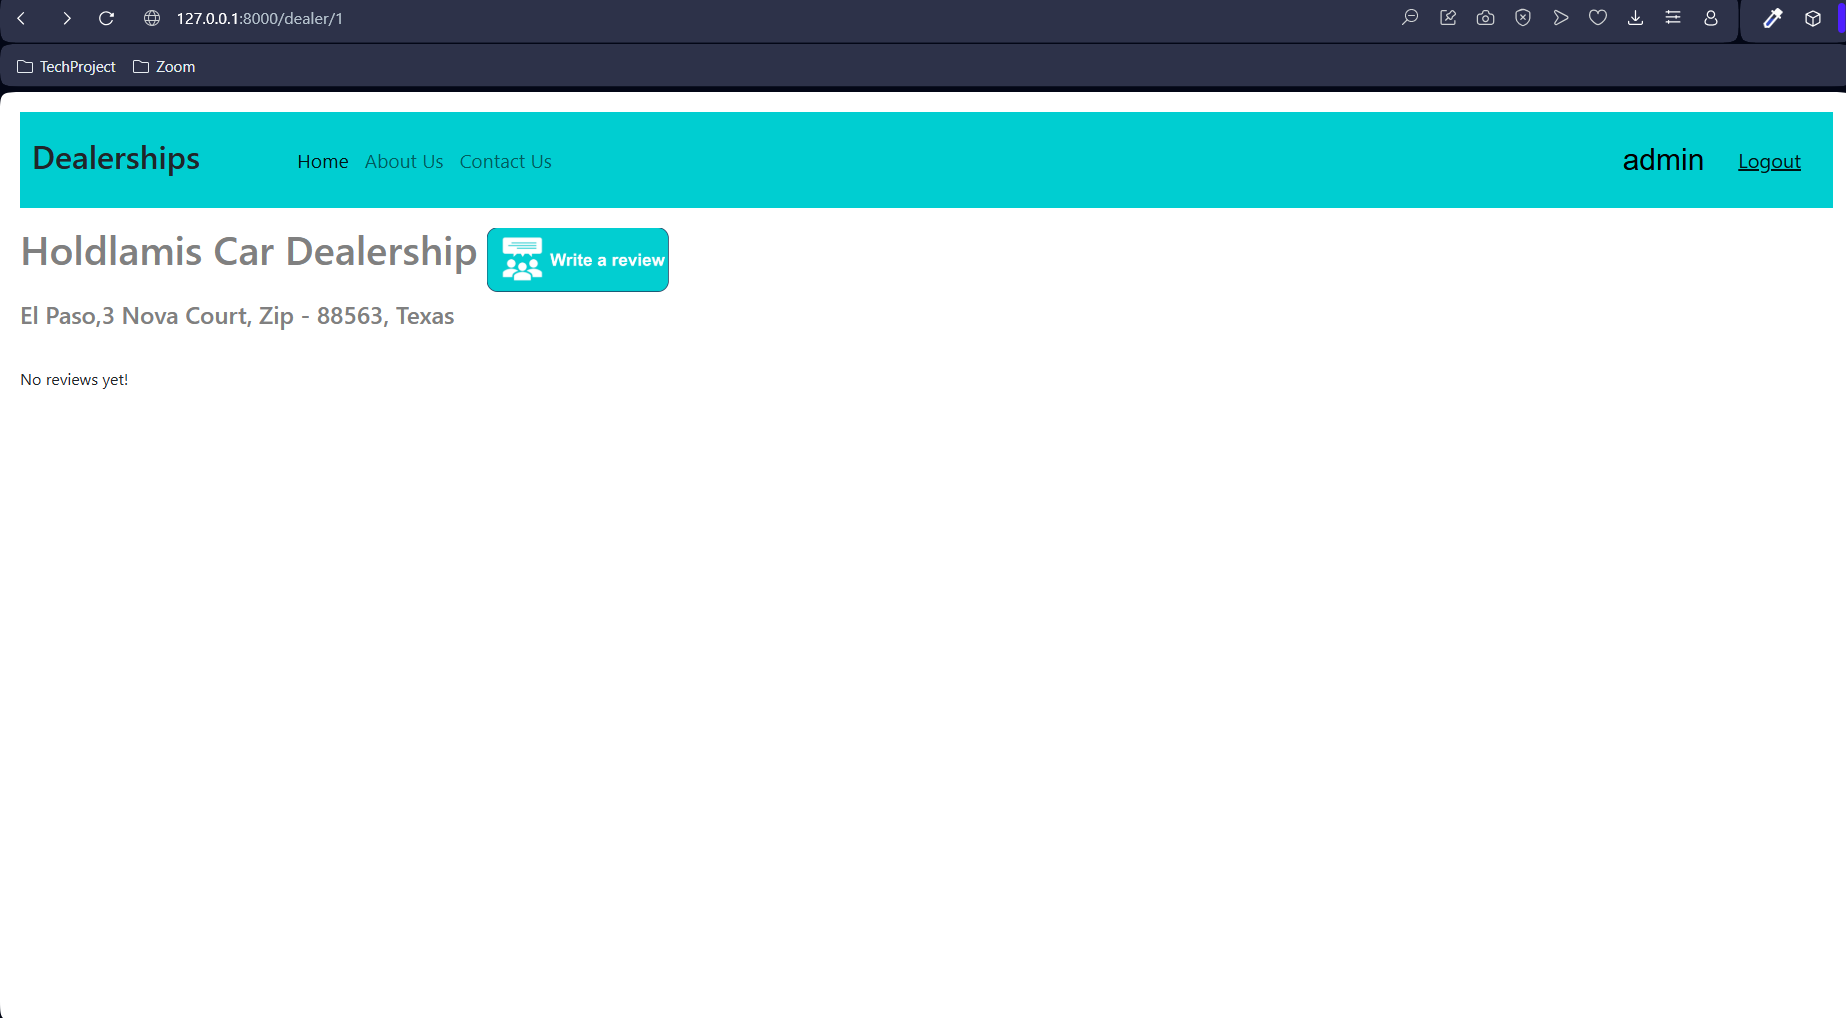 127.0.0.1:8000/dealer/1
TechProject Zoom
Dealerships Home About Us Contact Us admin Logout
Holdlamis Car Dealership Write a review
El Paso,3 Nova Court, Zip - 88563, Texas
No reviews yet!